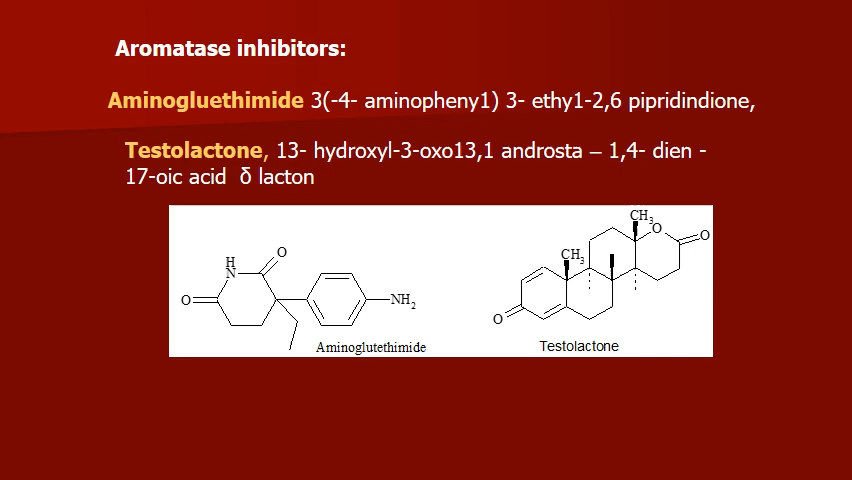 Aromatase inhibitors:
Aminogluethimide 3(-4- aminopheny1) 3- ethy1-2,6 pipridindione,
Testolactone, 13- hydroxyl-3-oxo13,1 androsta – 1,4- dien -
17-oic acid δ lacton
H
N
O
O
NH2
Aminoglutethimide
CH3
O
O
CH3
O
Testolactone